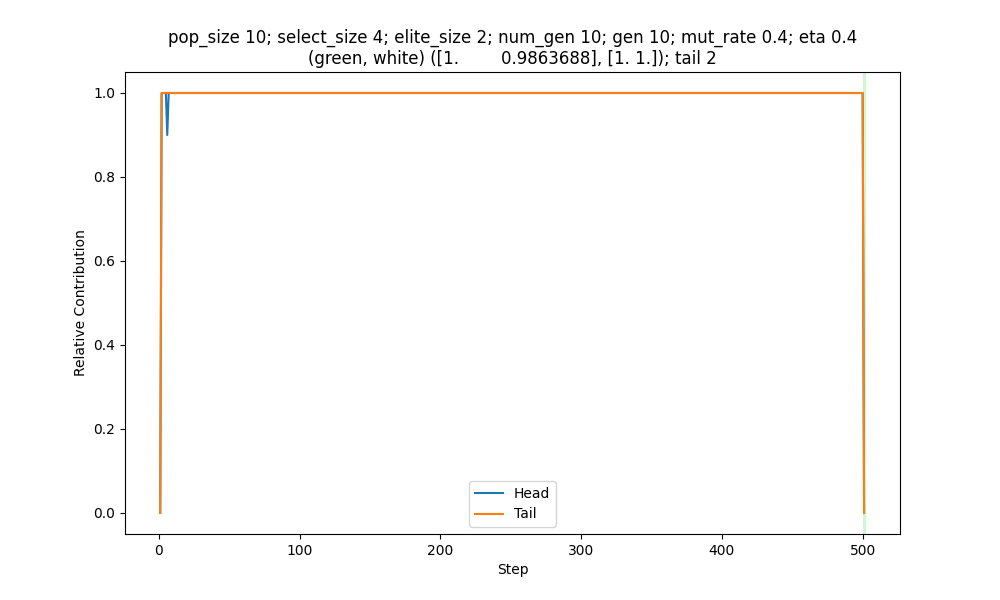 pop_size 10; select_size 4; elite_size 2; num_gen 10; gen 10; mut_rate 0.4; eta 0.4
(green, white) ([1.        0.9863688], [1. 1.]); tail 2
1.0
0.8
0.6
0.4
0.2
0.0
Relative Contribution
Head
Tail
0
100
200
300
400
500
Step